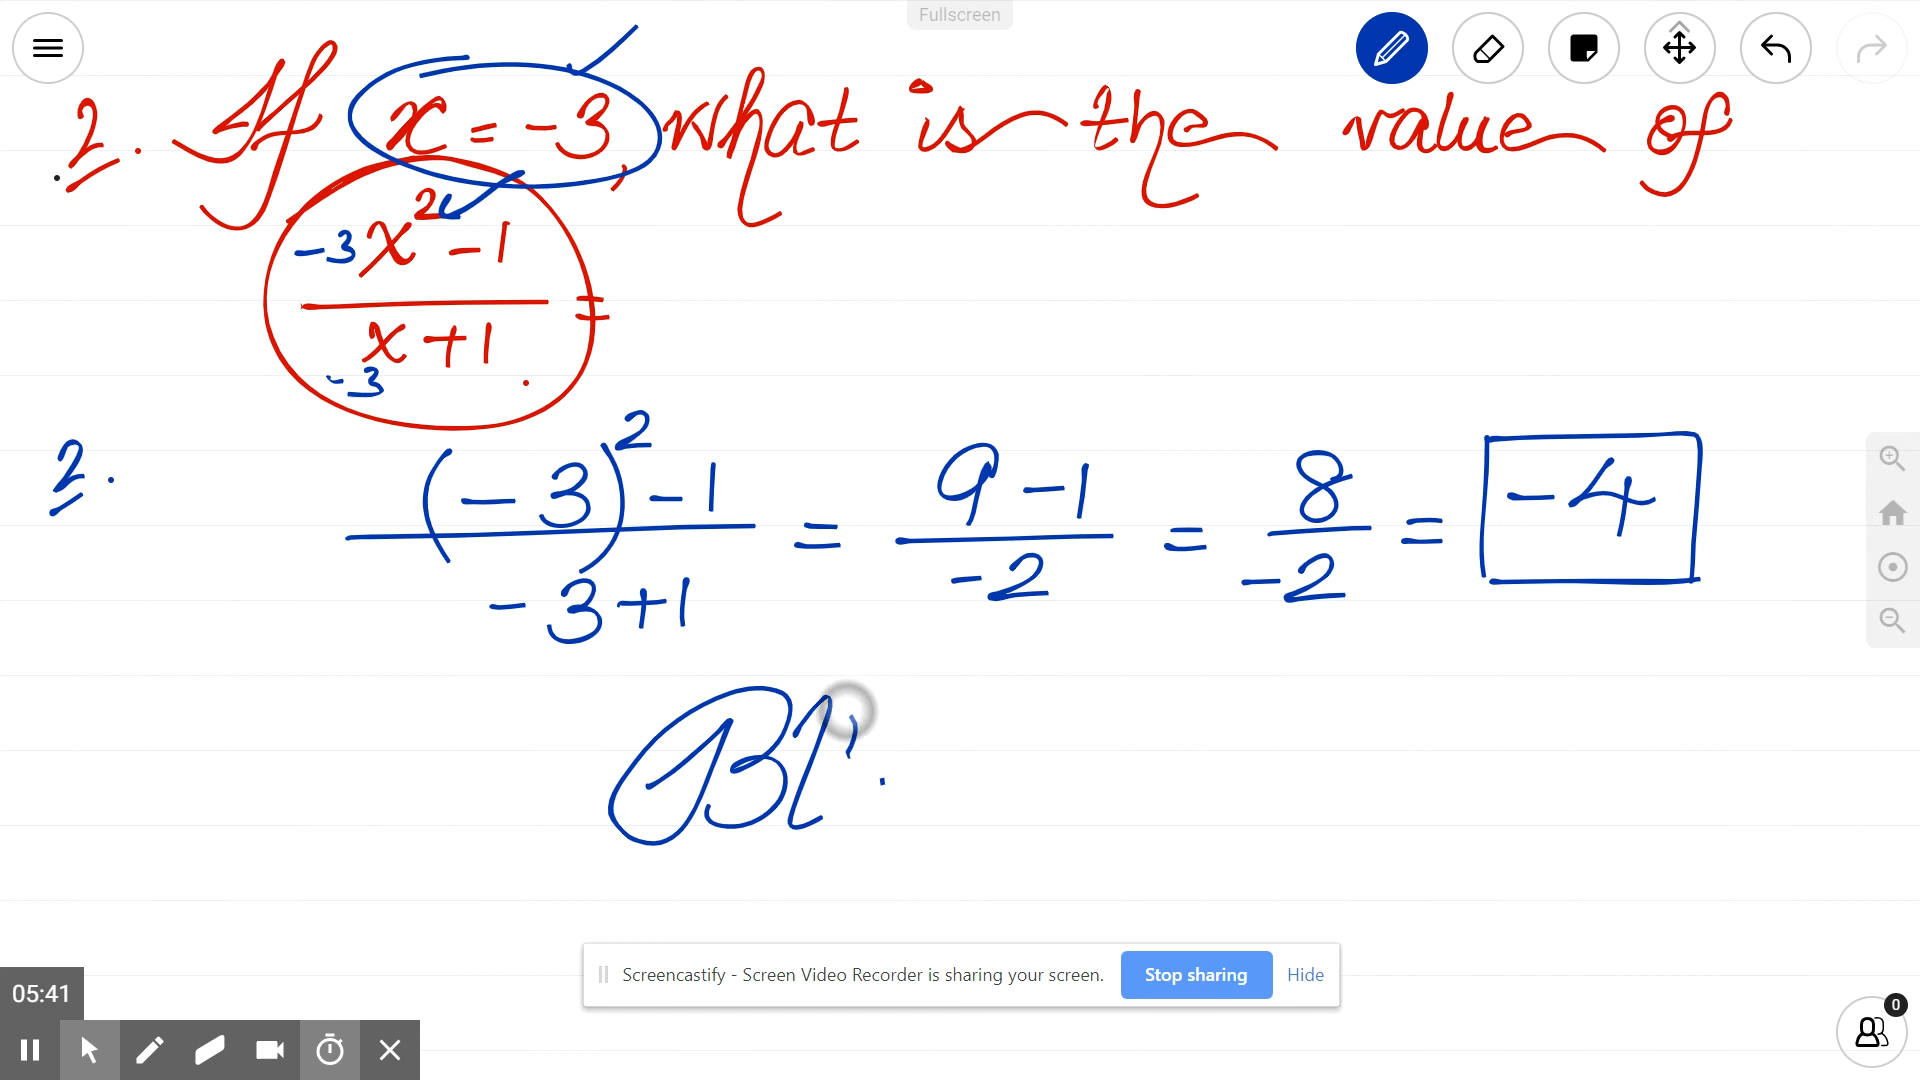 Fullscreen
2. If x = -3, what is the value of
-3 x² - 1
x + 1 =
-3
2. (-3)² - 1 / -3 + 1 = 9 - 1 / -2 = 8 / -2 = -4
Screencastify - Screen Video Recorder is sharing your screen. Stop sharing Hide
05:41
0